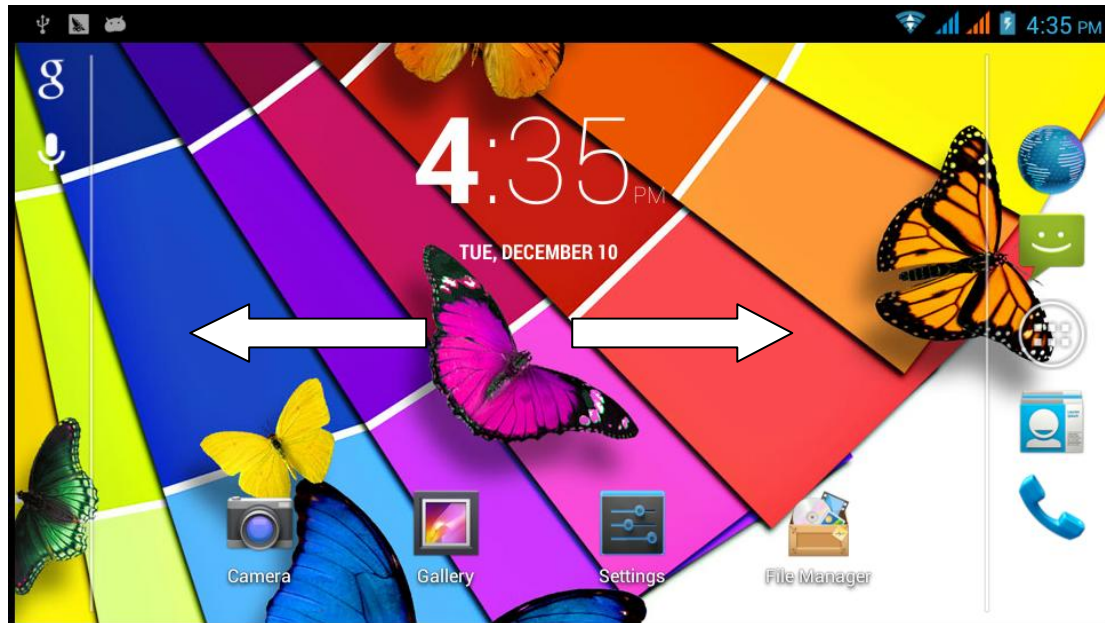 4:35 PM
g
4:35 PM
TUE, DECEMBER 10
Camera
Gallery
Settings
File Manager